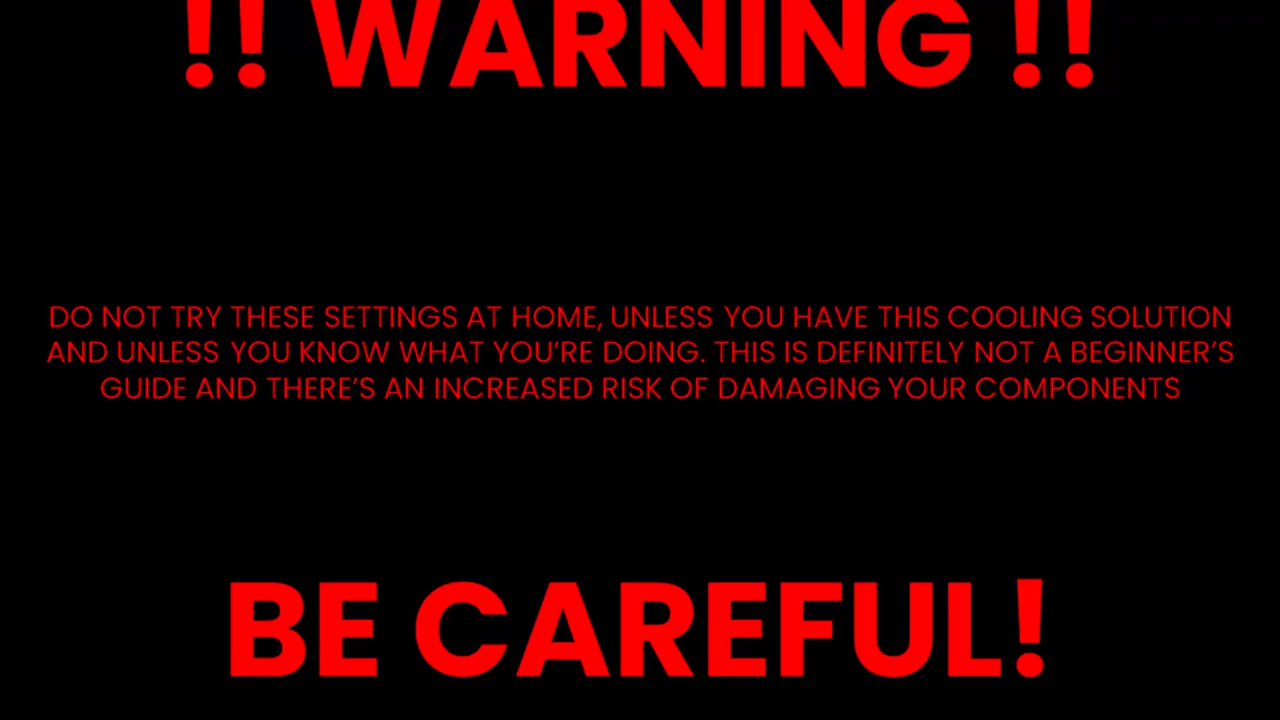 !! WARNING !!
DO NOT TRY THESE SETTINGS AT HOME, UNLESS YOU HAVE THIS COOLING SOLUTION
AND UNLESS YOU KNOW WHAT YOU’RE DOING. THIS IS DEFINITELY NOT A BEGINNER’S
GUIDE AND THERE’S AN INCREASED RISK OF DAMAGING YOUR COMPONENTS
BE CAREFUL!